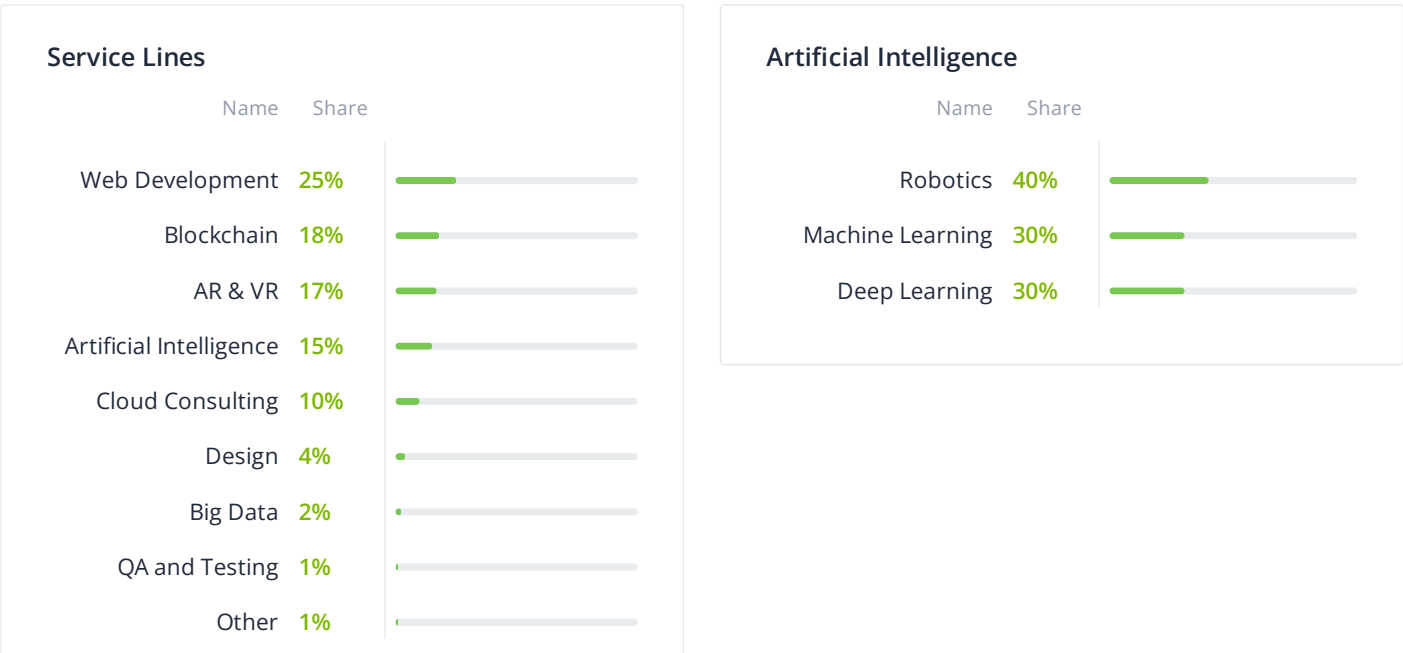 Service Lines
Name Share
Web Development 25%
Blockchain 18%
AR & VR 17%
Artificial Intelligence 15%
Cloud Consulting 10%
Design 4%
Big Data 2%
QA and Testing 1%
Other 1%
Artificial Intelligence
Name Share
Robotics 40%
Machine Learning 30%
Deep Learning 30%